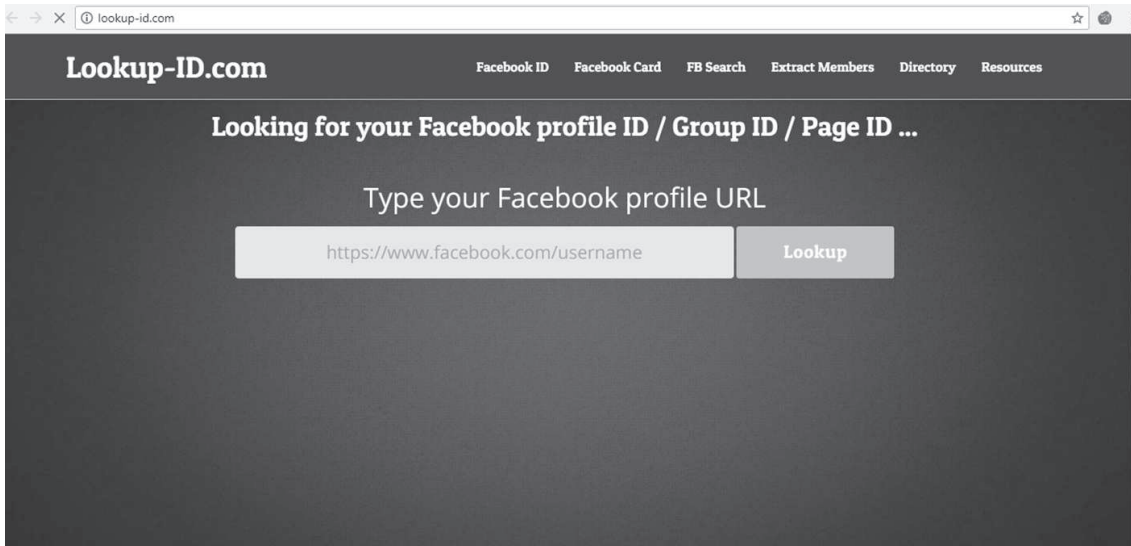 lookup-id.com
Lookup-ID.com
Facebook ID Facebook Card FB Search Extract Members Directory Resources
Looking for your Facebook profile ID / Group ID / Page ID ...
Type your Facebook profile URL
https://www.facebook.com/username Lookup